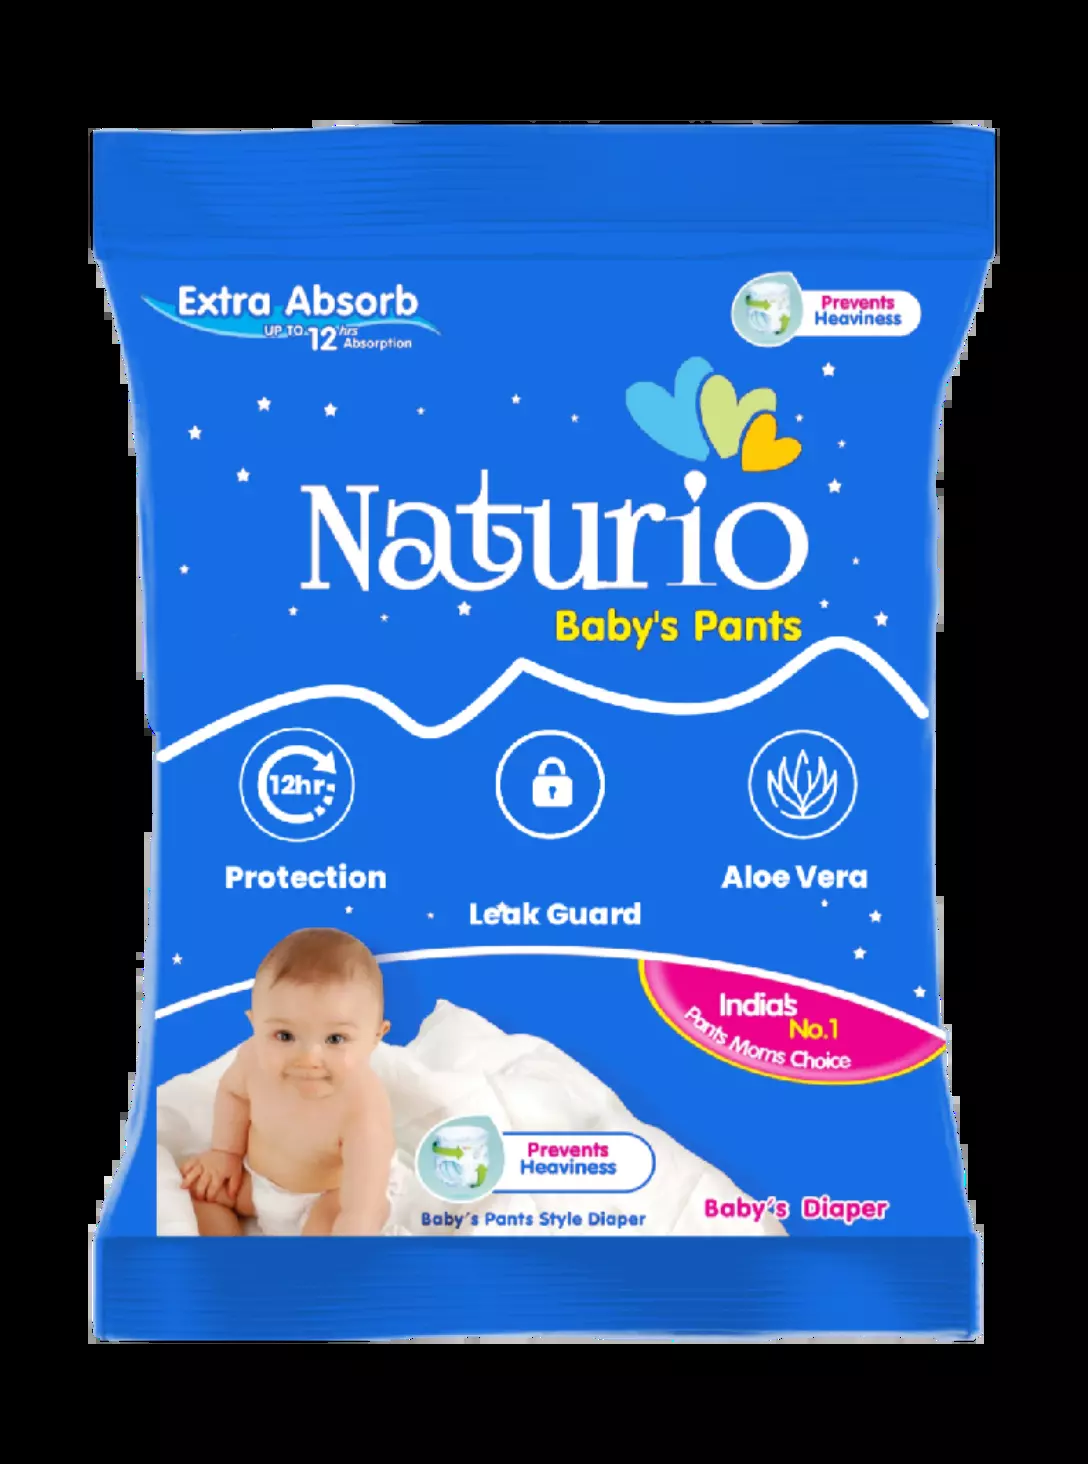 Extra Absorb
UP TO 12 hrs
Absorption
Prevents
Heaviness
Naturio
Baby's Pants
12hr
Protection
Leak Guard
Aloe Vera
India's
No.1
Pants Moms Choice
Prevents
Heaviness
Baby's Pants Style Diaper
Baby's Diaper